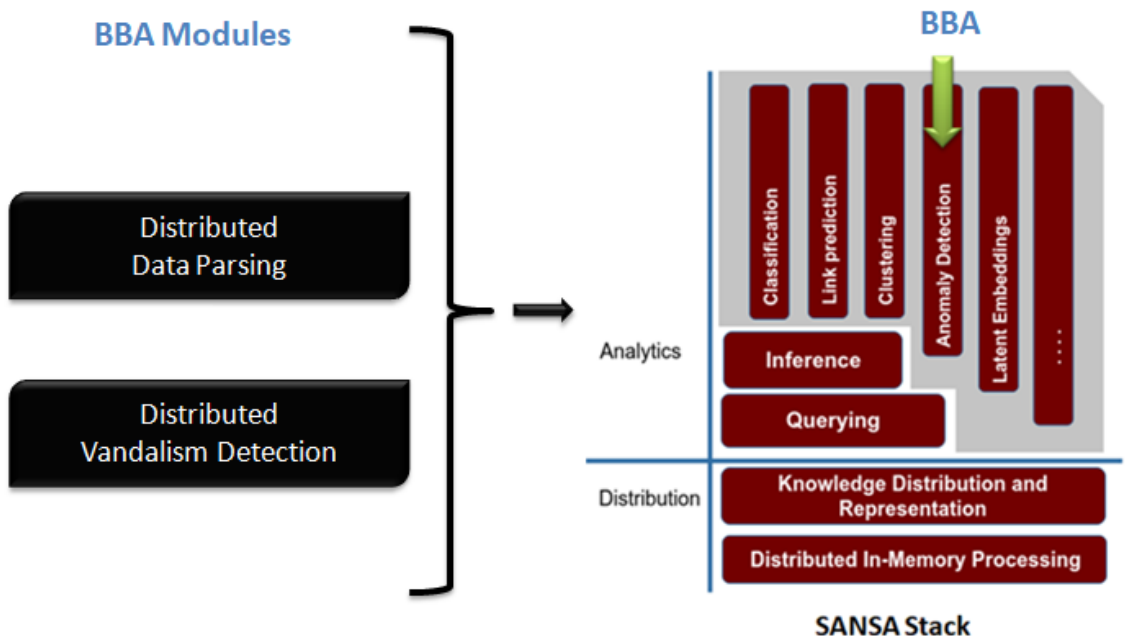 BBA Modules
Distributed
Data Parsing
Distributed
Vandalism Detection
BBA
Classification
Link prediction
Clustering
Anomaly Detection
Latent Embeddings
....
Analytics
Inference
Querying
Distribution
Knowledge Distribution and
Representation
Distributed In-Memory Processing
SANSA Stack